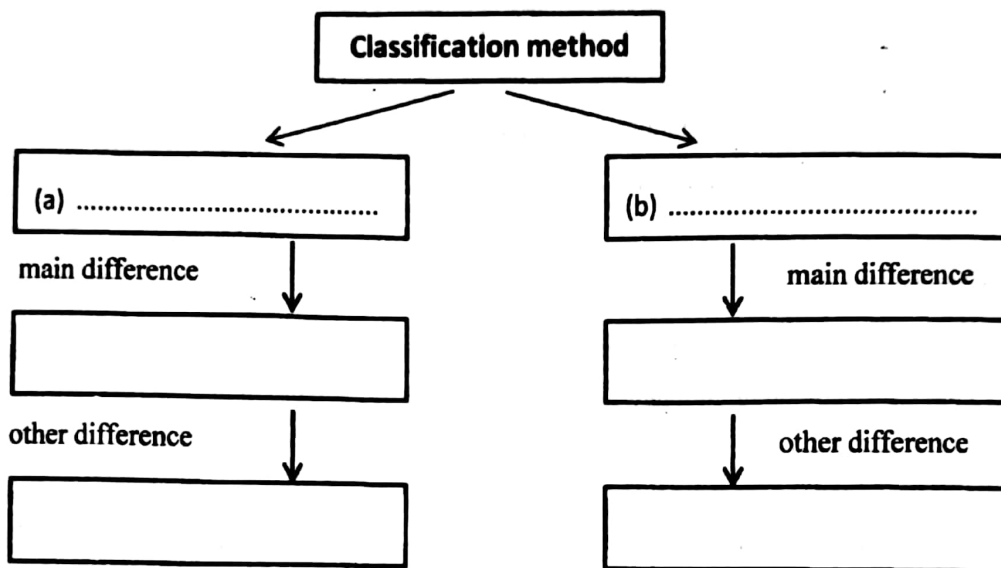 Classification method
(a) ........................................
(b) ........................................
main difference
main difference
other difference
other difference